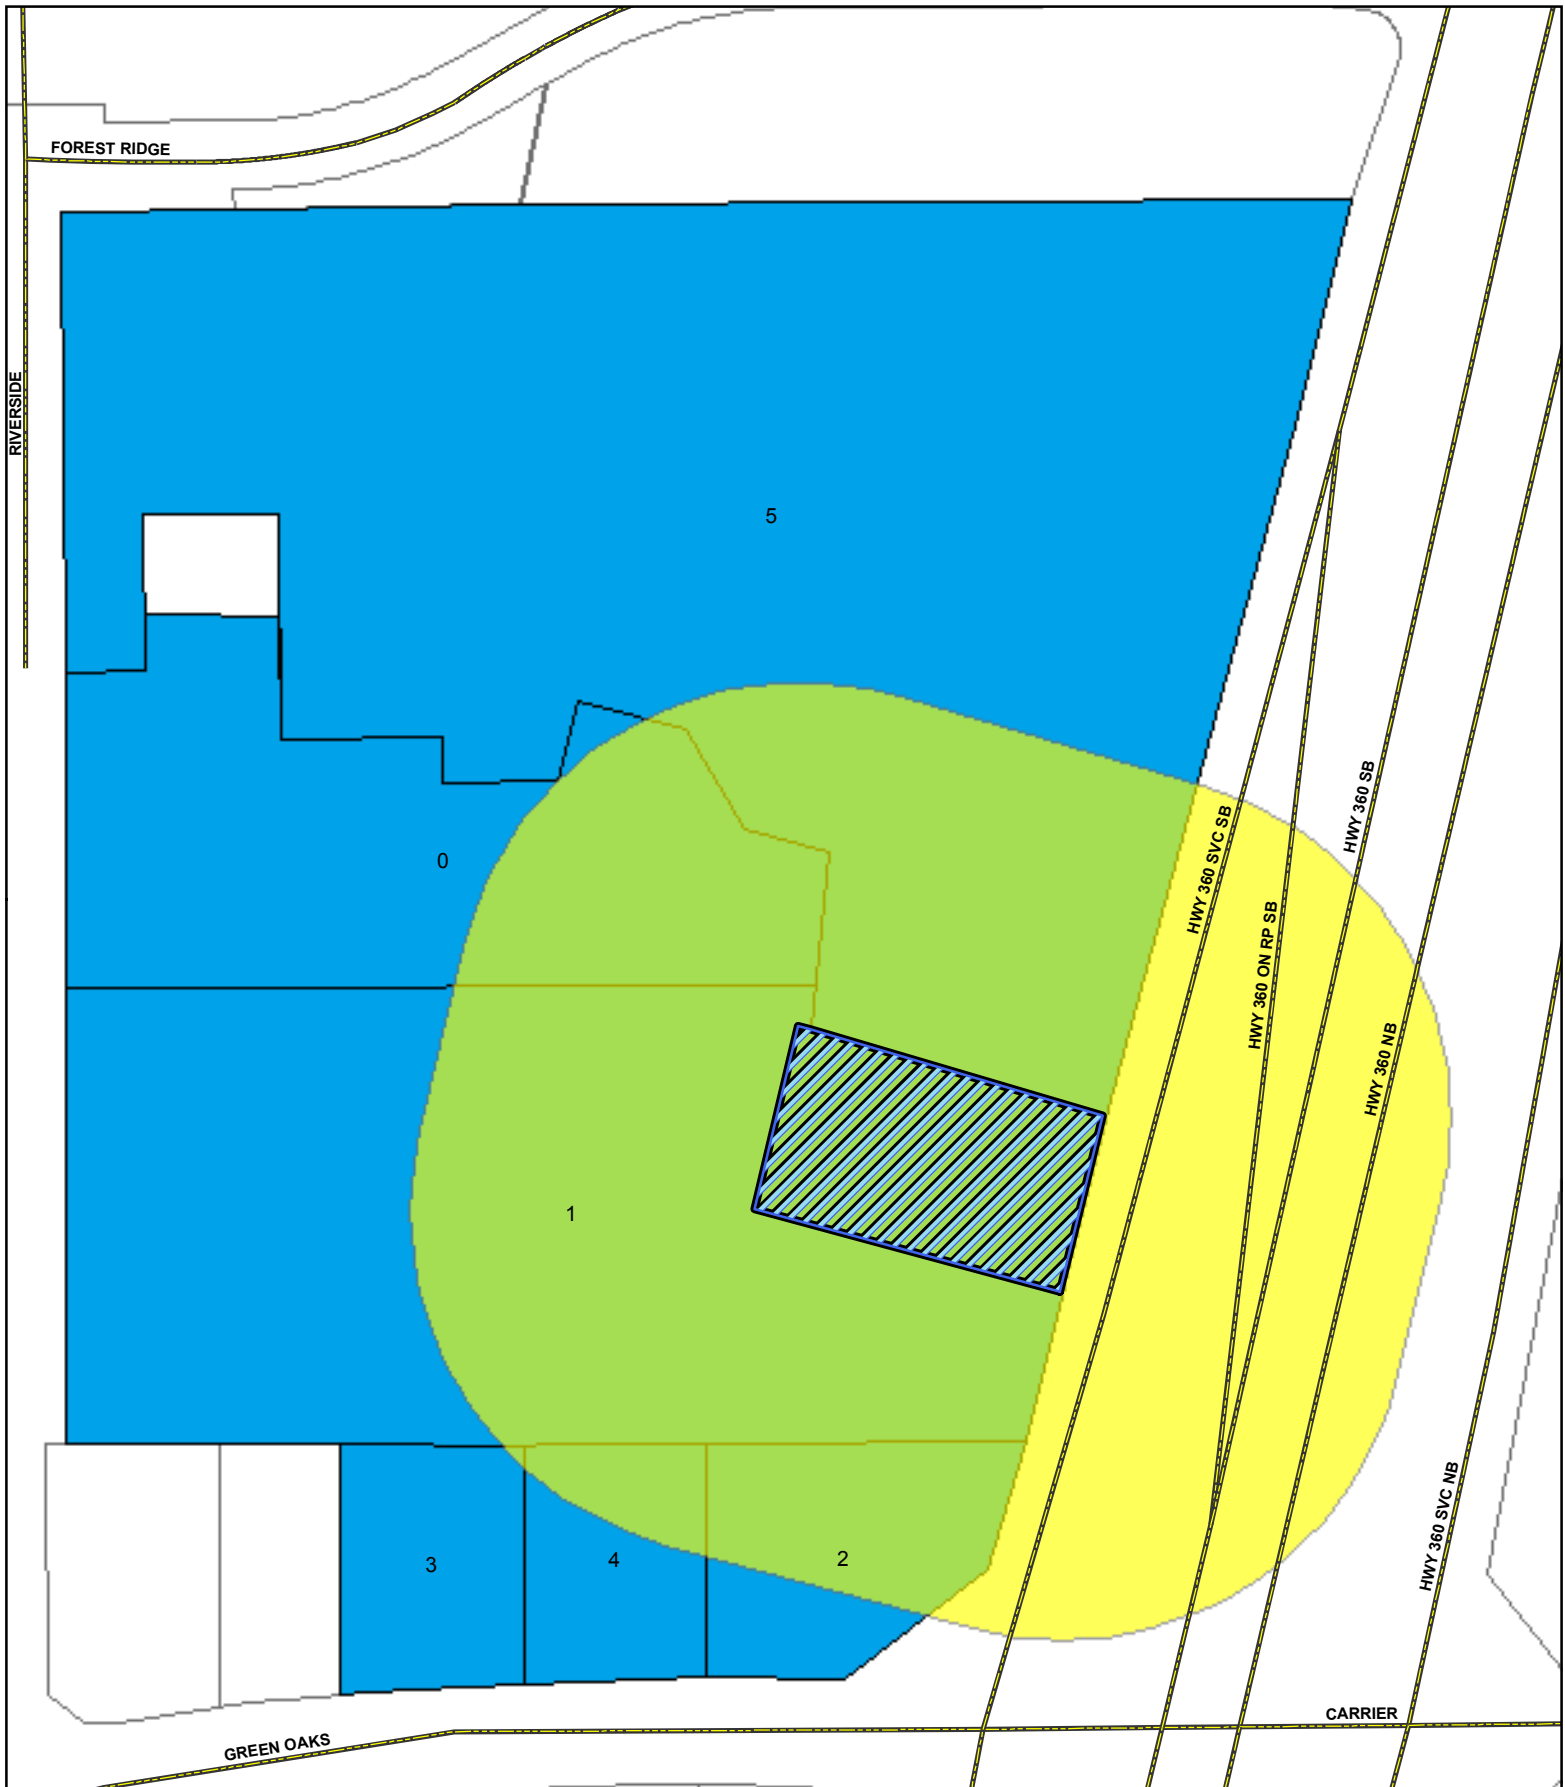 FOREST RIDGE
RIVERSIDE
5
HWY 360 SB
HWY 360 SVC SB
0
HWY 360 ON RP SB
HWY 360 NB
1
HWY 360 SVC NB
3
4
2
CARRIER
GREEN OAKS